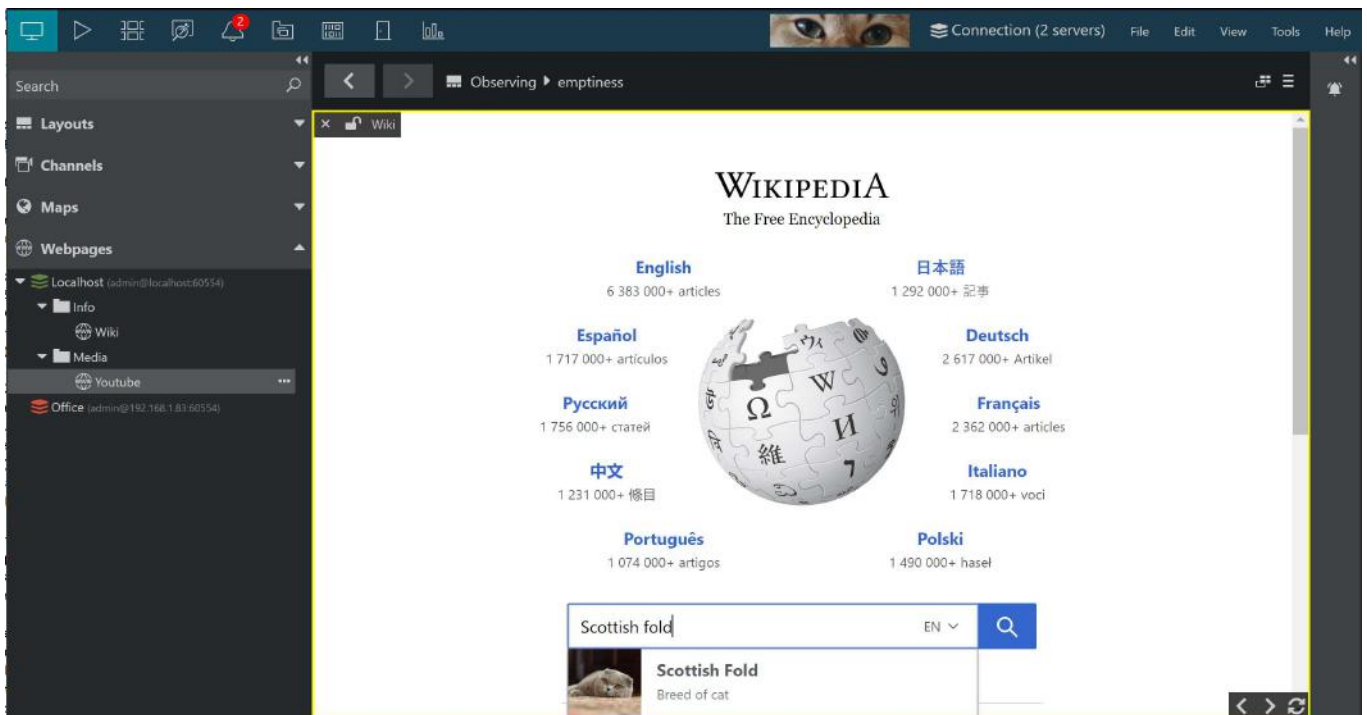 2
Connection (2 servers) File Edit View Tools Help
Search
Observing emptiness
Layouts
Channels
Maps
Webpages
Localhost (admin@localhost:60554)
Info
Wiki
Media
Youtube
Office (admin@192.168.1.83:60554)
Wiki
WIKIPEDIA
The Free Encyclopedia
English
6 383 000+ articles
日本語
1 292 000+ 記事
Español
1 717 000+ artículos
Deutsch
2 617 000+ Artikel
Русский
1 756 000+ статей
Français
2 362 000+ articles
中文
1 231 000+ 條目
Italiano
1 718 000+ voci
Português
1 074 000+ artigos
Polski
1 490 000+ haseł
Ω
W
И
維
ウィ
7
Scottish fold EN
Scottish Fold
Breed of cat